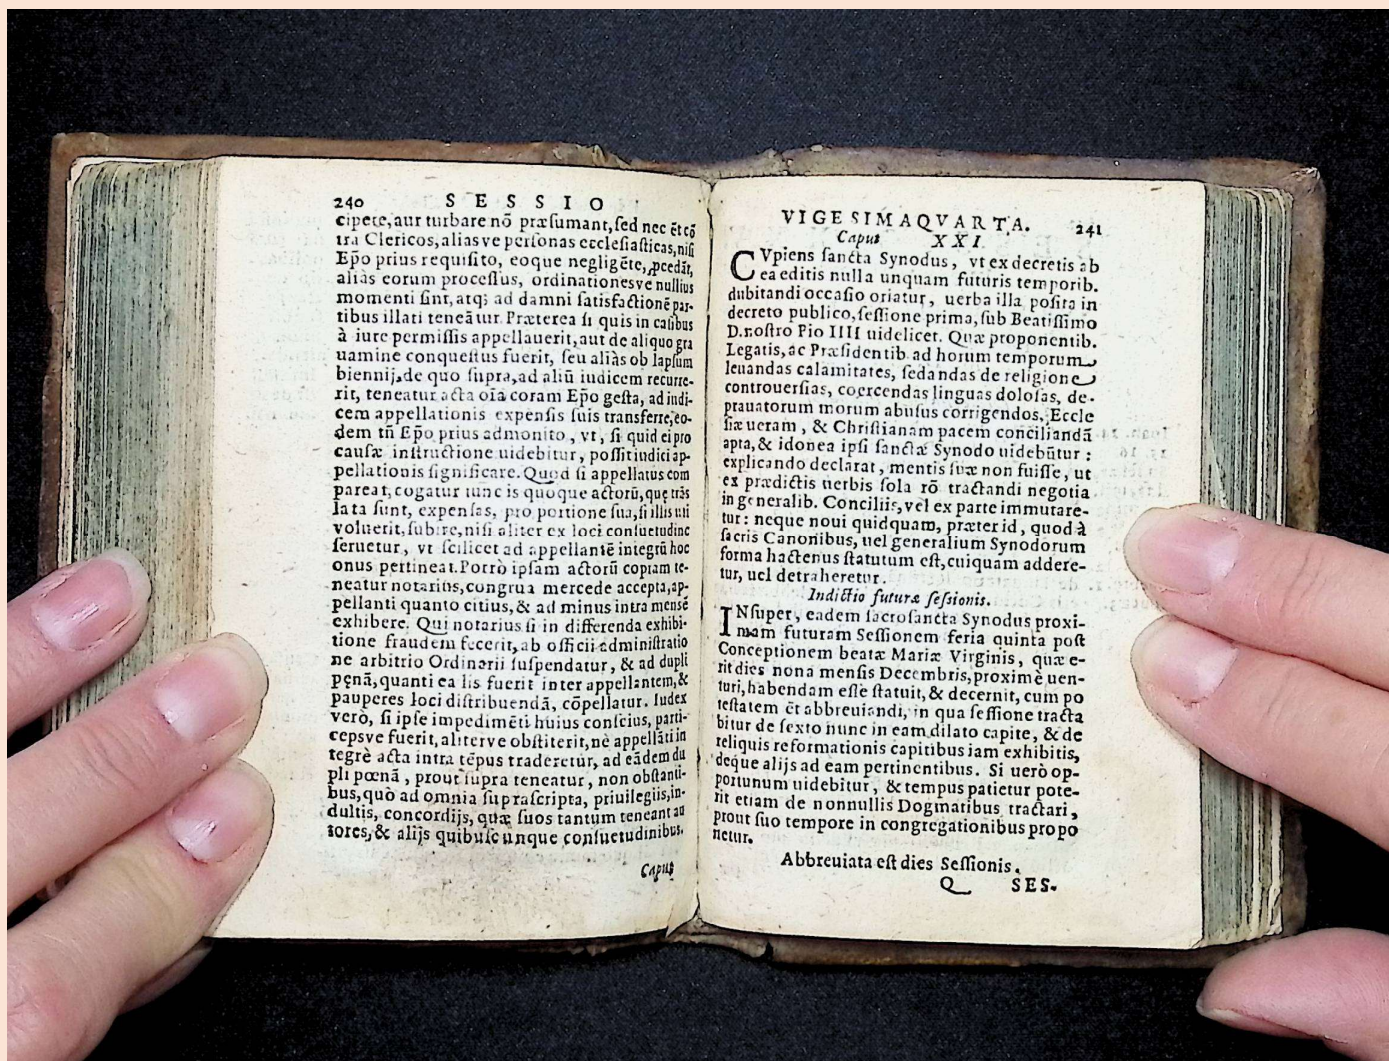 240 SESSIO
cipere, aut turbare nō præsumant, sed nec ēt cō
tra Clericos, aliasve personas ecclesiasticas, nisi
Epō prius requisito, eoque negligēte, ꝓcedāt,
aliàs eorum processus, ordinationesve nullius
momenti sint, atq; ad damni satisfactionē par-
tibus illati teneātur. Præterea si quis in casibus
à iure permissis appellauerit, aut de aliquo gra
uamine conquestus fuerit, seu aliàs ob lapsum
biennij, de quo supra, ad aliū iudicem recurre-
rit, teneatur acta oīa coram Epō gesta, ad iudi-
cem appellationis expensis suis transferre, eo-
dem tñ Epō prius admonito, vt, si quid ei pro
causæ instructione uidebitur, possit iudici ap-
pellationis significare. Quod si appellatus com
pareat, cogatur tunc is quoque actorū, quę trās
lata sunt, expensas, pro portione sua, si illis uti
voluerit, subire, nisi aliter ex loci consuetudine
seruetur, vt scilicet ad appellantē integrū hoc
onus pertineat. Porrò ipsam actorū copiam te-
neatur notarius, congrua mercede accepta, ap-
pellanti quanto citius, & ad minus intra mensē
exhibere. Qui notarius si in differenda exhibi-
tione fraudem fecerit, ab officii administratio
ne arbitrio Ordinarii suspendatur, & ad dupli
pęnā, quanti ea lis fuerit inter appellantem, &
pauperes loci distribuendā, cōpellatur. Iudex
verò, si ipse impedimēti huius conscius, parti-
cepsve fuerit, aliterve obstiterit, nè appellāti in
tegrè acta intra tēpus traderetur, ad eādem du
pli pœnā, prout supra teneatur, non obstanti-
bus, quò ad omnia suprascripta, priuilegiis, in-
dultis, concordijs, quæ suos tantum teneant au
tores, & alijs quibuscunque consuetudinibus.
Caput
VIGESIMAQVARTA. 241
Caput XXI.
CVpiens sancta Synodus, vt ex decretis ab
ea editis nulla unquam futuris temporib.
dubitandi occasio oriatur, uerba illa posita in
decreto publico, sessione prima, sub Beatissimo
D. nostro Pio IIII uidelicet. Quæ proponentib.
Legatis, ac Præsidentib. ad horum temporum
leuandas calamitates, sedandas de religione
controuersias, coercendas linguas dolosas, de-
prauatorum morum abusus corrigendos, Eccle
siæ ueram, & Christianam pacem conciliandā
apta, & idonea ipsi sanctæ Synodo uidebūtur:
explicando declarat, mentis suæ non fuisse, ut
ex prædictis uerbis sola rō tractandi negotia
in generalib. Conciliis, vel ex parte immutare-
tur: neque noui quidquam, præter id, quod à
sacris Canonibus, uel generalium Synodorum
forma hactenus statutum est, cuiquam addere-
tur, uel detraheretur.
Indictio futuræ sessionis.
INsuper, eadem sacrosancta Synodus proxi-
mam futuram Sessionem feria quinta post
Conceptionem beatæ Mariæ Virginis, quæ e-
rit dies nona mensis Decembris, proximè uen-
turi, habendam esse statuit, & decernit, cum po
testatem ēt abbreuiandi, in qua sessione tracta
bitur de sexto nunc in eam dilato capite, & de
reliquis reformationis capitibus iam exhibitis,
deque alijs ad eam pertinentibus. Si uerò op-
portunum uidebitur, & tempus patietur pote-
rit etiam de nonnullis Dogmatibus tractari,
prout suo tempore in congregationibus propo
netur.
Abbreuiata est dies Sessionis.
Q SES-